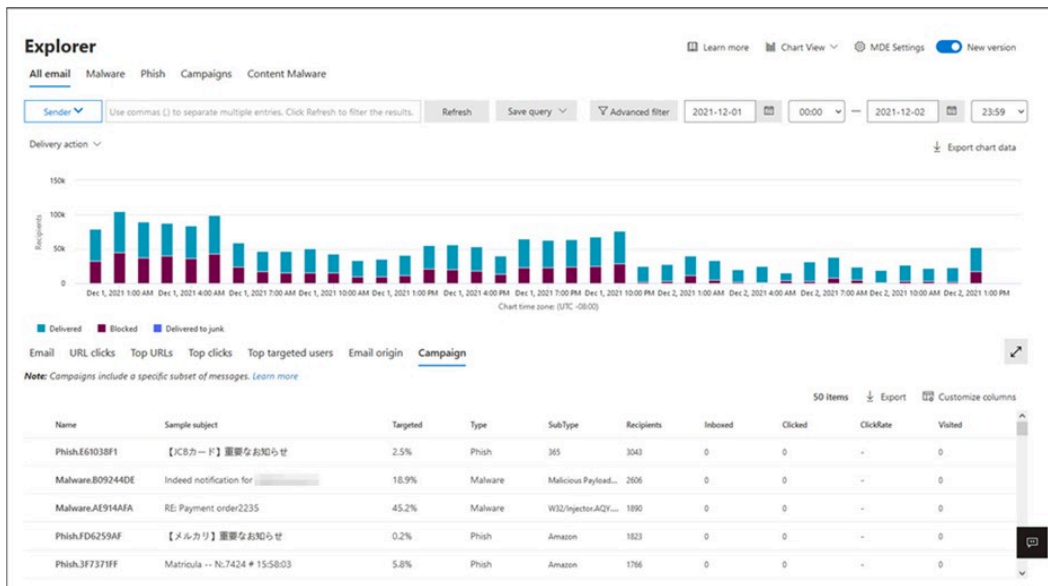 Explorer
Learn more
Chart View
MDE Settings
New version
All email Malware Phish Campaigns Content Malware
Sender
Use commas (,) to separate multiple entries. Click Refresh to filter the results.
Refresh
Save query
Advanced filter
2021-12-01
00:00
—
2021-12-02
23:59
Delivery action
Export chart data
150k
100k
50k
0
Recipients
Dec 1, 2021 1:00 AM Dec 1, 2021 4:00 AM Dec 1, 2021 7:00 AM Dec 1, 2021 10:00 AM Dec 1, 2021 1:00 PM Dec 1, 2021 4:00 PM Dec 1, 2021 7:00 PM Dec 1, 2021 10:00 PM Dec 2, 2021 1:00 AM Dec 2, 2021 4:00 AM Dec 2, 2021 7:00 AM Dec 2, 2021 10:00 AM Dec 2, 2021 1:00 PM
Chart time zone: (UTC -08:00)
Delivered Blocked Delivered to junk
Email URL clicks Top URLs Top clicks Top targeted users Email origin Campaign
Note: Campaigns include a specific subset of messages. Learn more
50 items Export Customize columns
Name Sample subject Targeted Type SubType Recipients Inboxed Clicked ClickRate Visited
Phish.E61038F1 【JCBカード】重要なお知らせ 2.5% Phish 365 3043 0 0 - 0
Malware.B09244DE Indeed notification for 18.9% Malware Malicious Payload... 2606 0 0 - 0
Malware.AE914AFA RE: Payment order2235 45.2% Malware W32/Injector.AQY.... 1890 0 0 - 0
Phish.FD6259AF 【メルカリ】重要なお知らせ 0.2% Phish Amazon 1823 0 0 - 0
Phish.3F7371FF Matricula -- N:.7424 # 15:58:03 5.8% Phish Amazon 1766 0 0 - 0